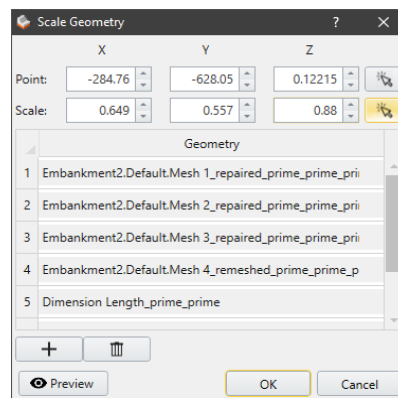 Scale Geometry ? ×
X Y Z
Point: -284.76 -628.05 0.12215
Scale: 0.649 0.557 0.88
Geometry
1 Embankment2.Default.Mesh 1_repaired_prime_prime_pri
2 Embankment2.Default.Mesh 2_repaired_prime_prime_pri
3 Embankment2.Default.Mesh 3_repaired_prime_prime_pri
4 Embankment2.Default.Mesh 4_remeshed_prime_prime_p
5 Dimension Length_prime_prime
Preview OK Cancel